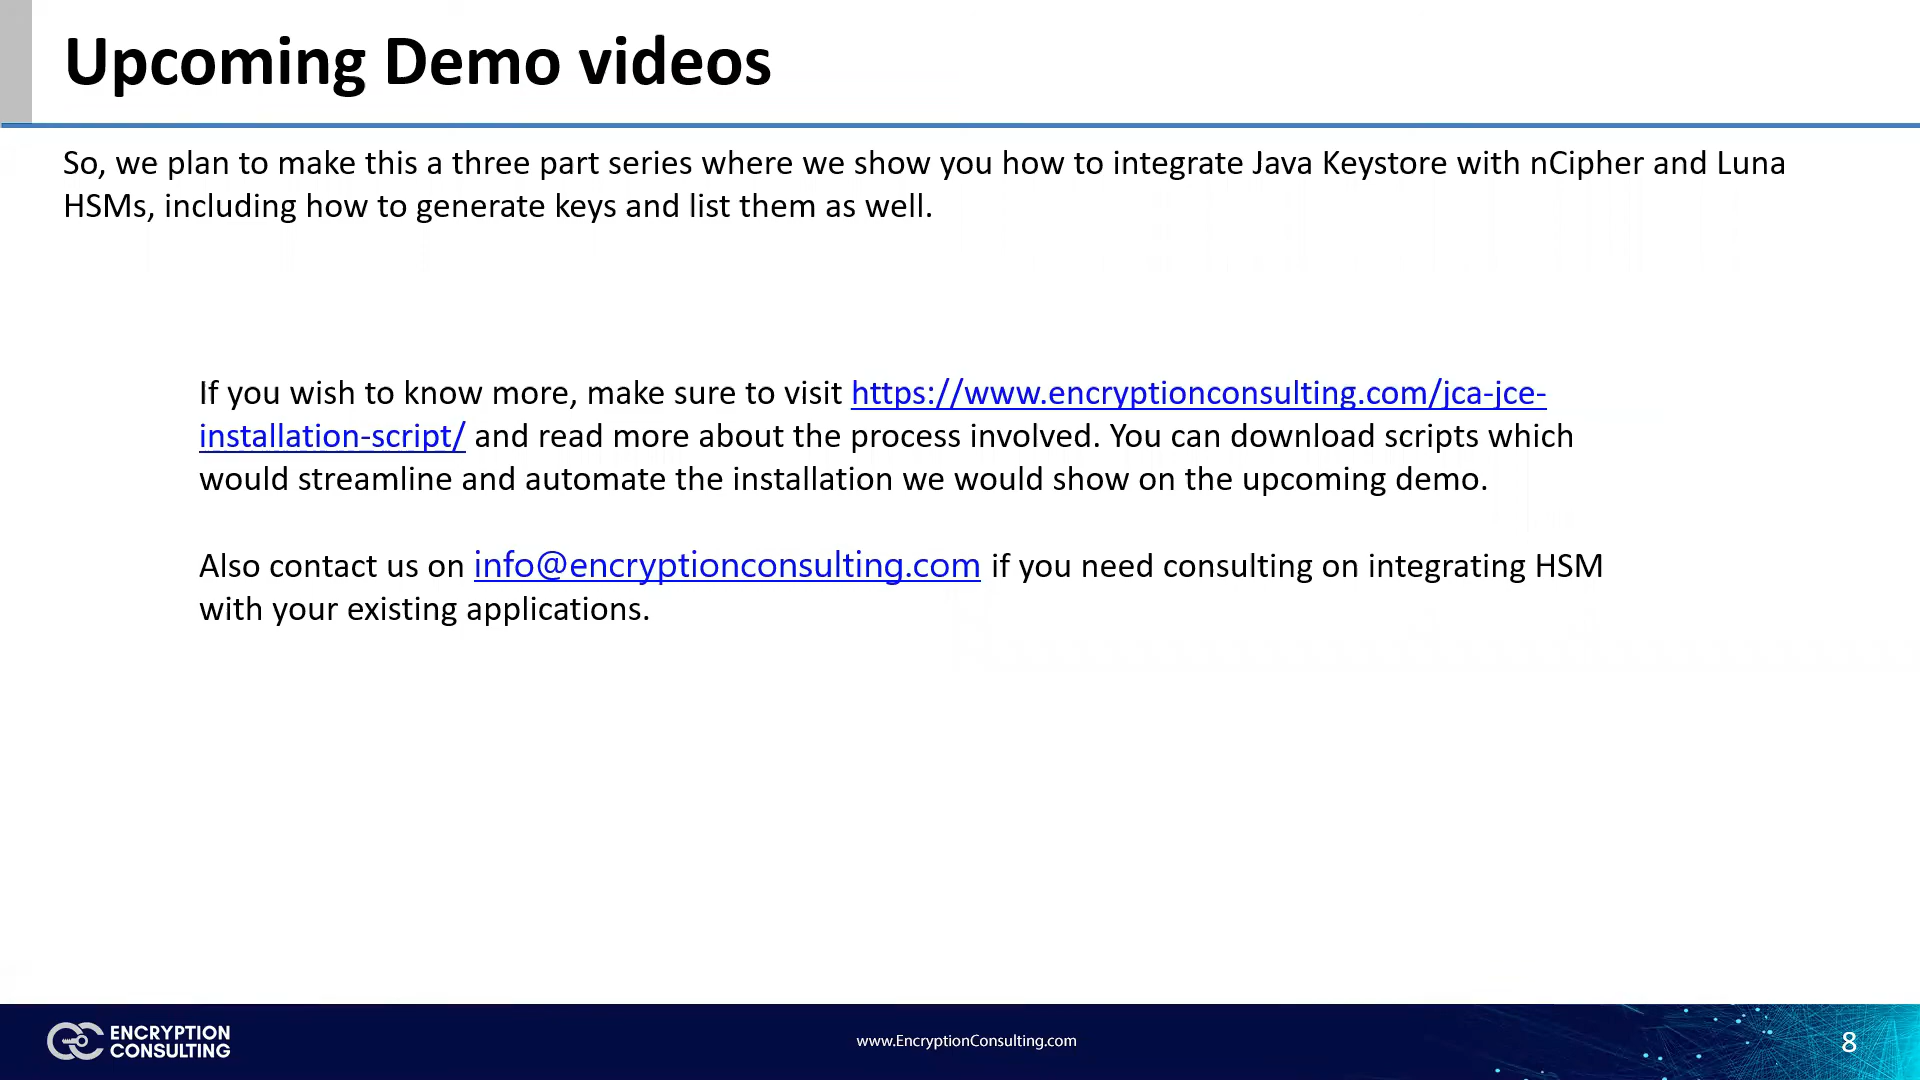 Upcoming Demo videos
So, we plan to make this a three part series where we show you how to integrate Java Keystore with nCipher and Luna
HSMs, including how to generate keys and list them as well.
If you wish to know more, make sure to visit https://www.encryptionconsulting.com/jca-jce-
installation-script/ and read more about the process involved. You can download scripts which
would streamline and automate the installation we would show on the upcoming demo.
Also contact us on info@encryptionconsulting.com if you need consulting on integrating HSM
with your existing applications.
ENCRYPTION
CONSULTING
www.EncryptionConsulting.com
8